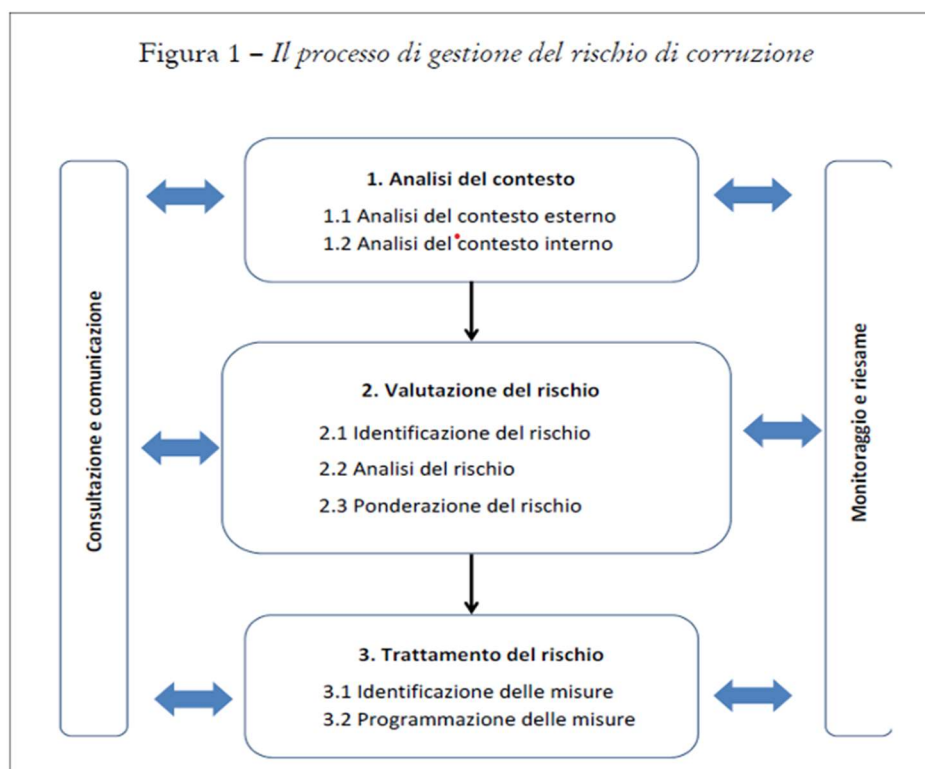 Figura 1 – Il processo di gestione del rischio di corruzione
Consultazione e comunicazione
1. Analisi del contesto
1.1 Analisi del contesto esterno
1.2 Analisi del contesto interno
2. Valutazione del rischio
2.1 Identificazione del rischio
2.2 Analisi del rischio
2.3 Ponderazione del rischio
3. Trattamento del rischio
3.1 Identificazione delle misure
3.2 Programmazione delle misure
Monitoraggio e riesame